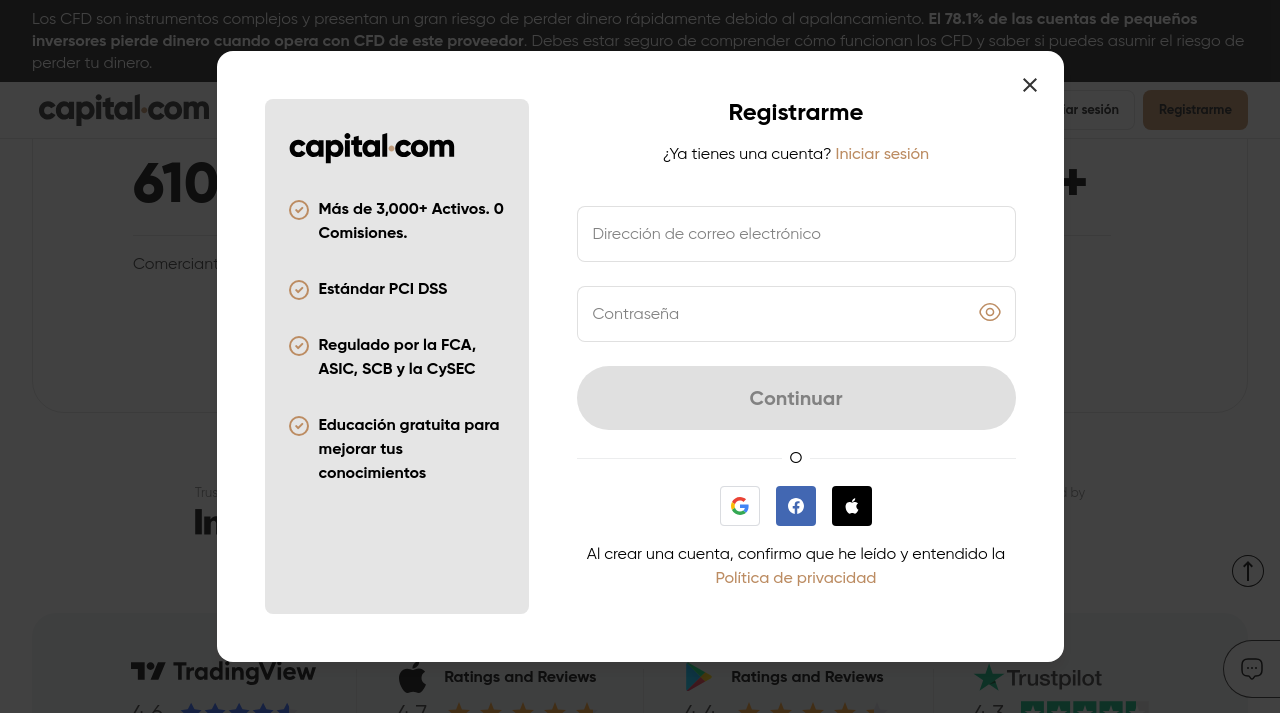 Los CFD son instrumentos complejos y presentan un gran riesgo de perder dinero rápidamente debido al apalancamiento. El 78.1% de las cuentas de pequeños
inversores pierde dinero cuando opera con CFD de este proveedor. Debes estar seguro de comprender cómo funcionan los CFD y saber si puedes asumir el riesgo de
perder tu dinero.
capital.com
iar sesión
Registrarme
610
+
Comerciant
capital.com
Más de 3,000+ Activos. 0
Comisiones.
Estándar PCI DSS
Regulado por la FCA,
ASIC, SCB y la CySEC
Educación gratuita para
mejorar tus
conocimientos
Registrarme
¿Ya tienes una cuenta? Iniciar sesión
Dirección de correo electrónico
Contraseña
Continuar
O
Al crear una cuenta, confirmo que he leído y entendido la
Política de privacidad
Trus
d by
In
TradingView
Ratings and Reviews
Ratings and Reviews
Trustpilot
4.6
4.7
4.4
4.3